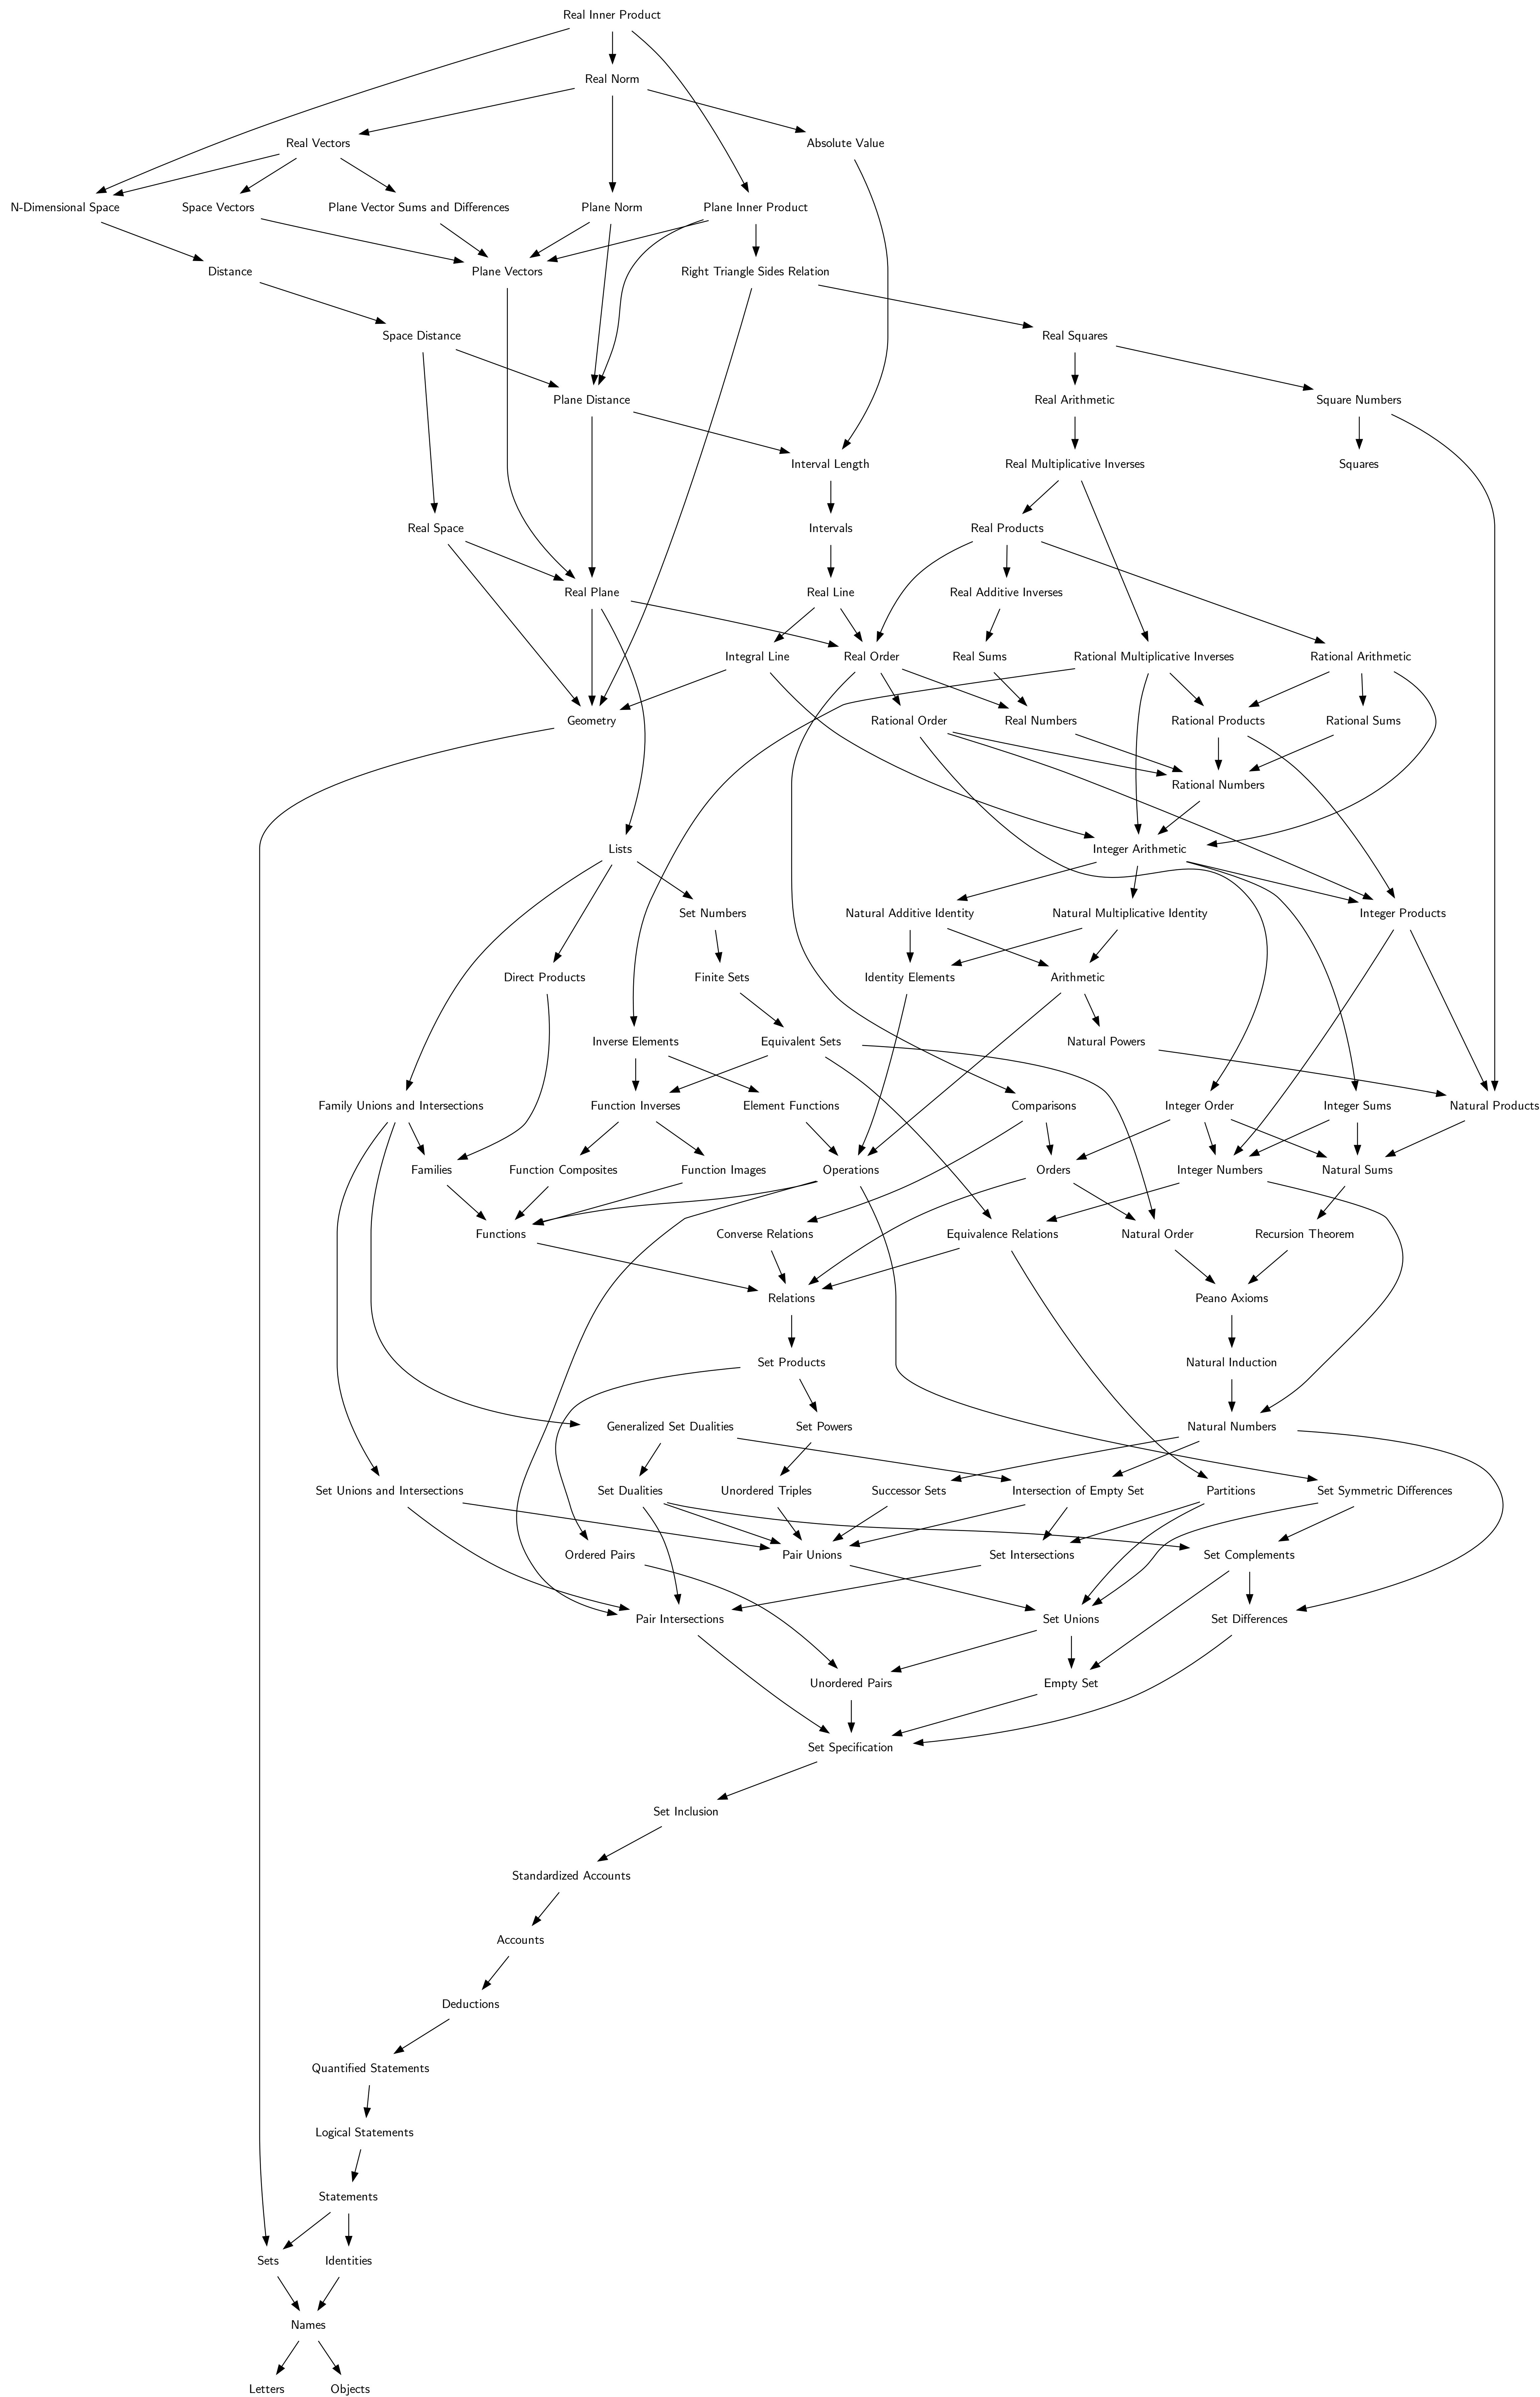 Real Inner Product
Real Norm
Real Vectors
Absolute Value
N-Dimensional Space
Space Vectors
Plane Vector Sums and Differences
Plane Norm
Plane Inner Product
Distance
Plane Vectors
Right Triangle Sides Relation
Space Distance
Real Squares
Plane Distance
Real Arithmetic
Square Numbers
Interval Length
Real Multiplicative Inverses
Squares
Real Space
Intervals
Real Products
Real Plane
Real Line
Real Additive Inverses
Integral Line
Real Order
Real Sums
Rational Multiplicative Inverses
Rational Arithmetic
Geometry
Rational Order
Real Numbers
Rational Products
Rational Sums
Rational Numbers
Lists
Integer Arithmetic
Set Numbers
Natural Additive Identity
Natural Multiplicative Identity
Integer Products
Direct Products
Finite Sets
Identity Elements
Arithmetic
Inverse Elements
Equivalent Sets
Natural Powers
Family Unions and Intersections
Function Inverses
Element Functions
Comparisons
Integer Order
Integer Sums
Natural Products
Families
Function Composites
Function Images
Operations
Orders
Integer Numbers
Natural Sums
Functions
Converse Relations
Equivalence Relations
Natural Order
Recursion Theorem
Relations
Peano Axioms
Set Products
Natural Induction
Generalized Set Dualities
Set Powers
Natural Numbers
Set Unions and Intersections
Set Dualities
Unordered Triples
Successor Sets
Intersection of Empty Set
Partitions
Set Symmetric Differences
Ordered Pairs
Pair Unions
Set Intersections
Set Complements
Pair Intersections
Set Unions
Set Differences
Unordered Pairs
Empty Set
Set Specification
Set Inclusion
Standardized Accounts
Accounts
Deductions
Quantified Statements
Logical Statements
Statements
Sets
Identities
Names
Letters
Objects